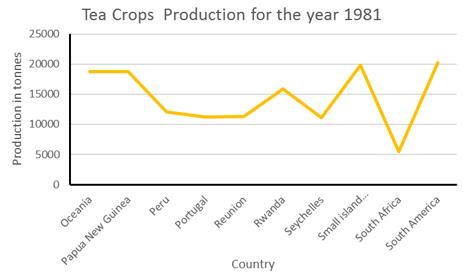 Tea Crops Production for the year 1981
Production in tonnes
25000
20000
15000
10000
5000
0
Oceania
Papua New Guinea
Peru
Portugal
Reunion
Rwanda
Seychelles
Small island...
South Africa
South America
Country